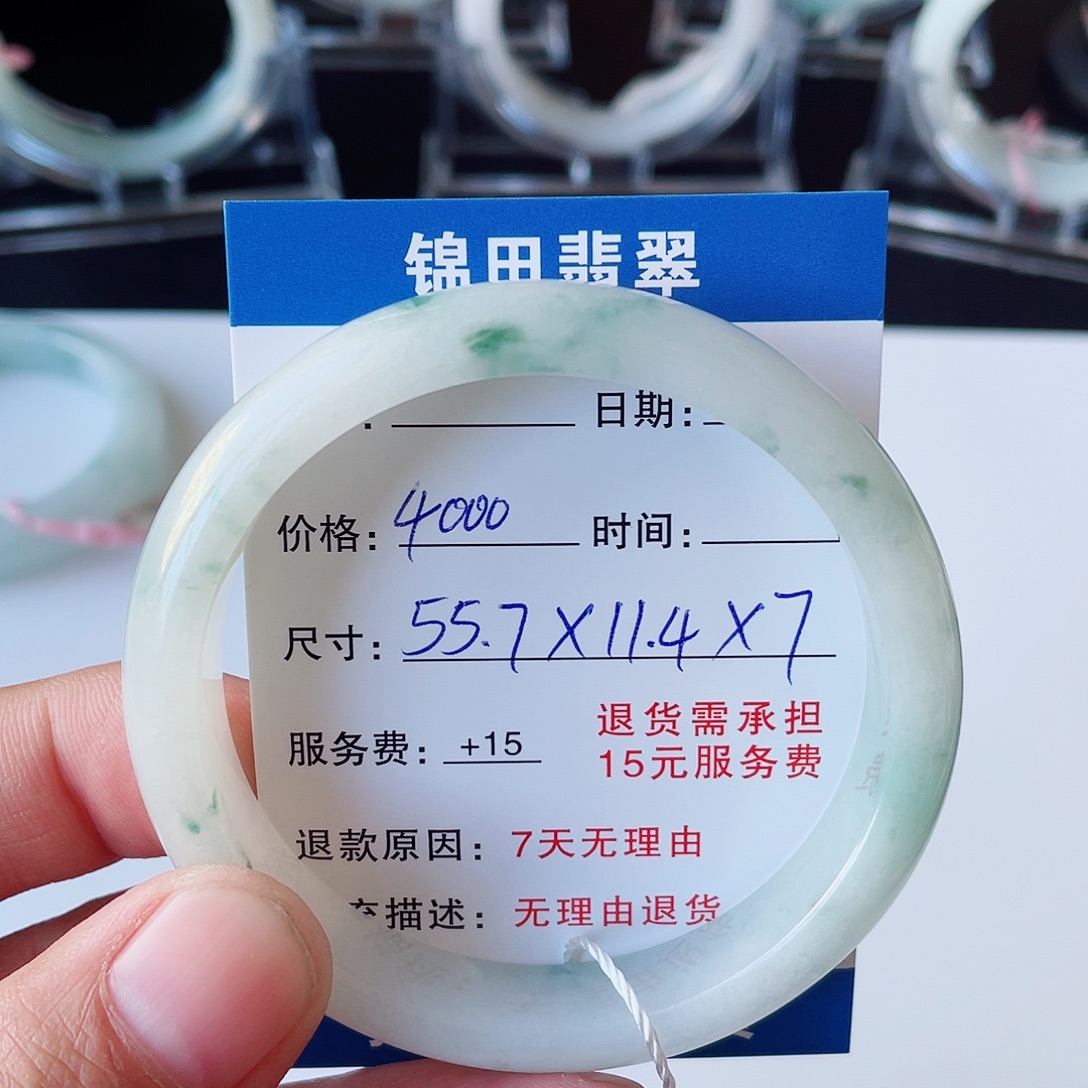 锦田翡翠
日期:
价格: 4000 时间:
尺寸: 55.7X11.4X7
服务费: +15
退货需承担
15元服务费
退款原因: 7天无理由
描述: 无理由退货